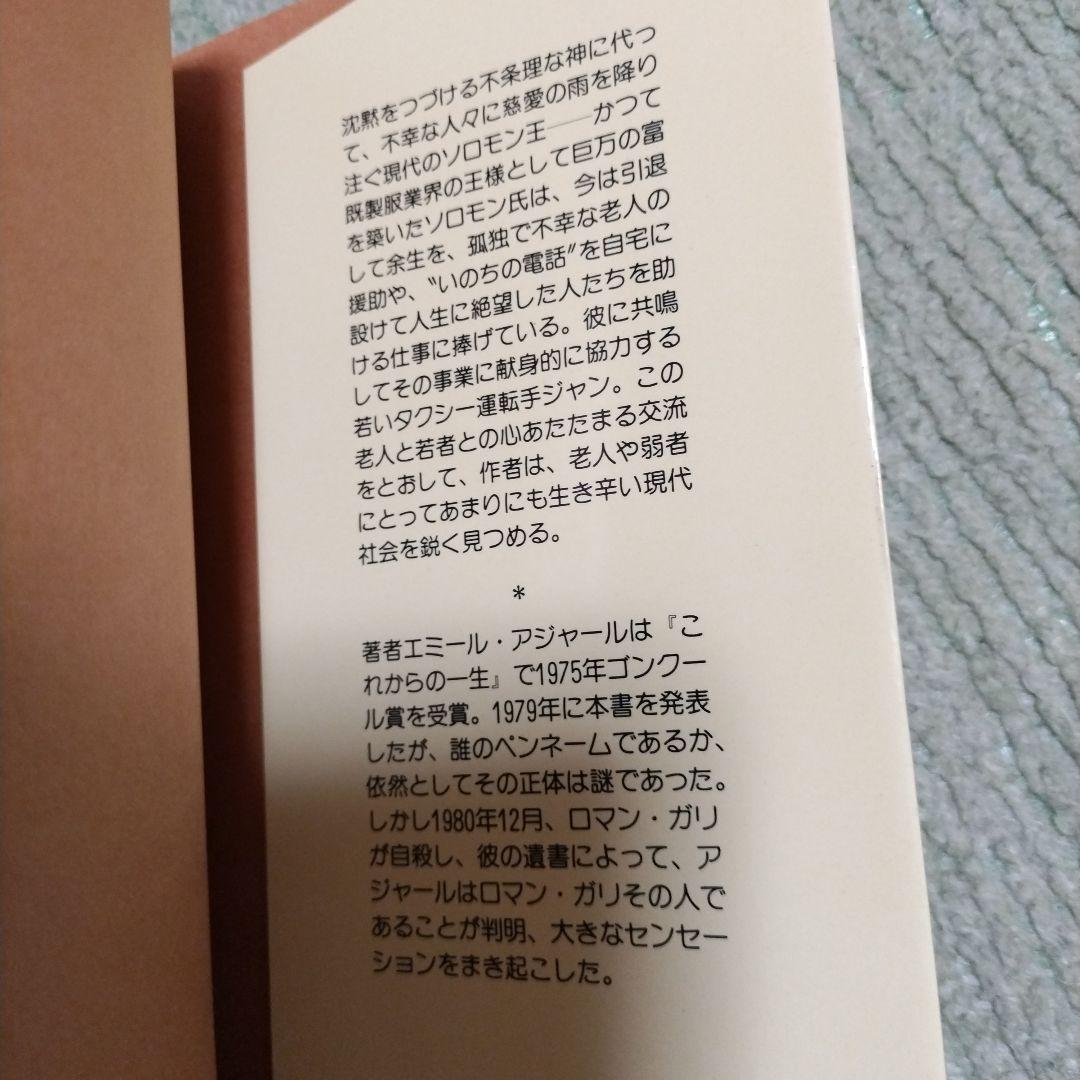 沈黙をつづける不条理な神に代っ
て、不幸な人々に慈愛の雨を降り
注ぐ現代のソロモン王――かつて
既製服業界の王様として巨万の富
を築いたソロモン氏は、今は引退
して余生を、孤独で不幸な老人の
援助や、〝いのちの電話〟を自宅に
設けて人生に絶望した人たちを助
ける仕事に捧げている。彼に共鳴
してその事業に献身的に協力する
若いタクシー運転手ジャン。この
老人と若者との心あたたまる交流
をとおして、作者は、老人や弱者
にとってあまりにも生き辛い現代
社会を鋭く見つめる。
*
著者エミール・アジャールは『こ
れからの一生』で1975年ゴンクー
ル賞を受賞。1979年に本書を発表
したが、誰のペンネームであるか、
依然としてその正体は謎であった。
しかし1980年12月、ロマン・ガリ
が自殺し、彼の遺書によって、ア
ジャールはロマン・ガリその人で
あることが判明、大きなセンセー
ションをまき起こした。